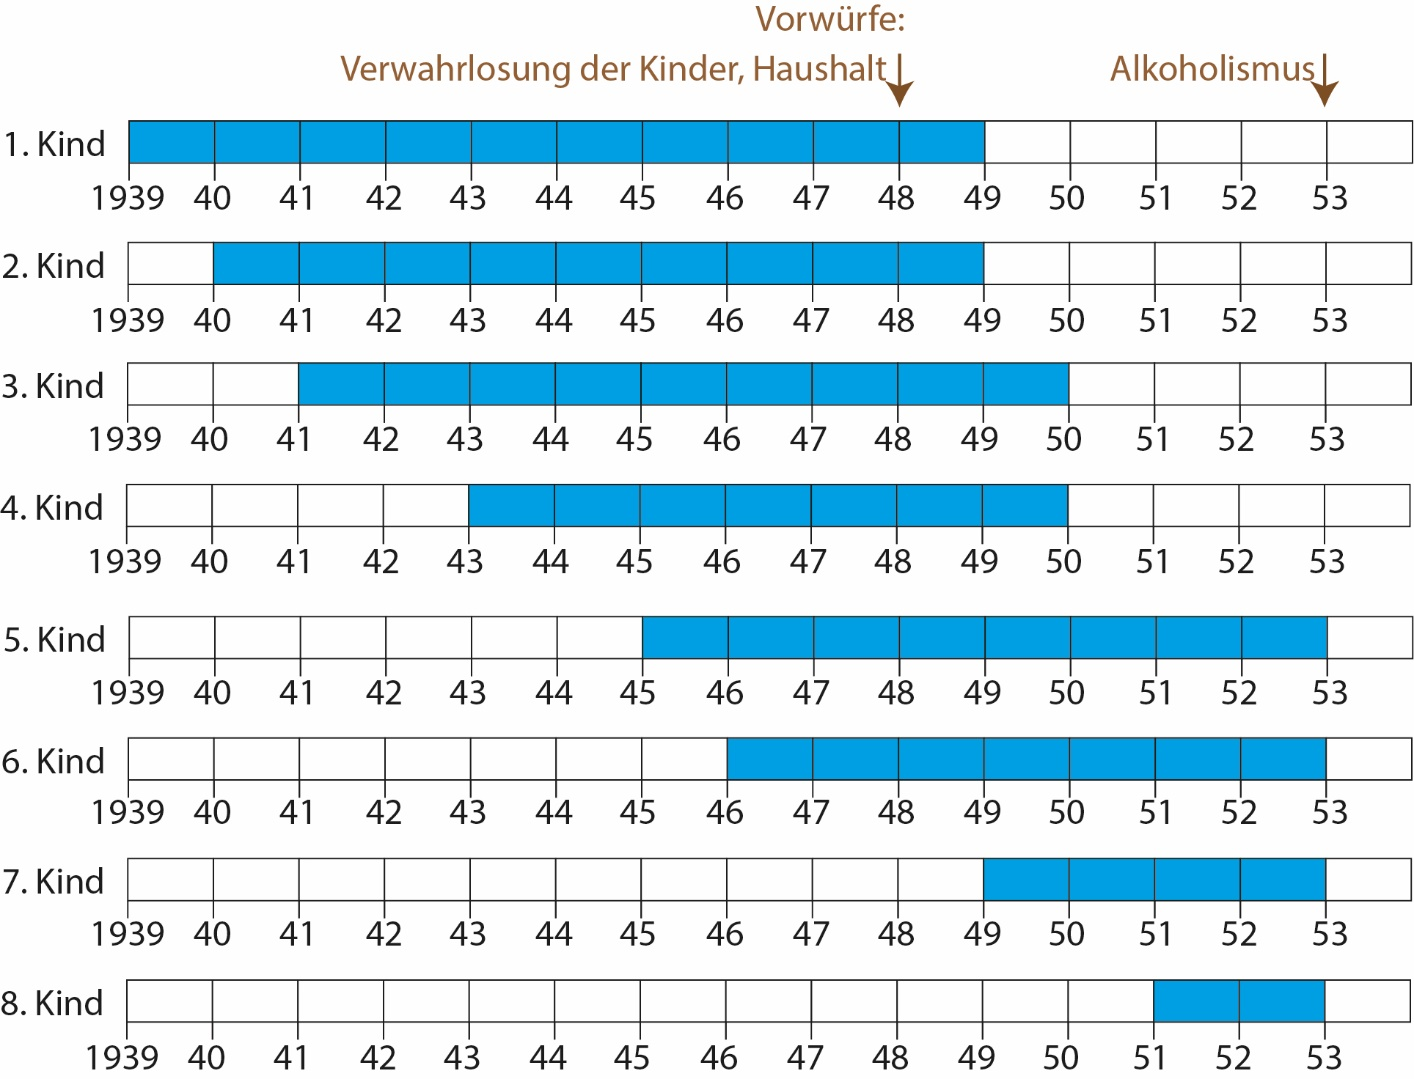 Vorwürfe:
Verwahrlosung der Kinder, Haushalt Alkoholismus
1. Kind
1939 40 41 42 43 44 45 46 47 48 49 50 51 52 53
2. Kind
1939 40 41 42 43 44 45 46 47 48 49 50 51 52 53
3. Kind
1939 40 41 42 43 44 45 46 47 48 49 50 51 52 53
4. Kind
1939 40 41 42 43 44 45 46 47 48 49 50 51 52 53
5. Kind
1939 40 41 42 43 44 45 46 47 48 49 50 51 52 53
6. Kind
1939 40 41 42 43 44 45 46 47 48 49 50 51 52 53
7. Kind
1939 40 41 42 43 44 45 46 47 48 49 50 51 52 53
8. Kind
1939 40 41 42 43 44 45 46 47 48 49 50 51 52 53